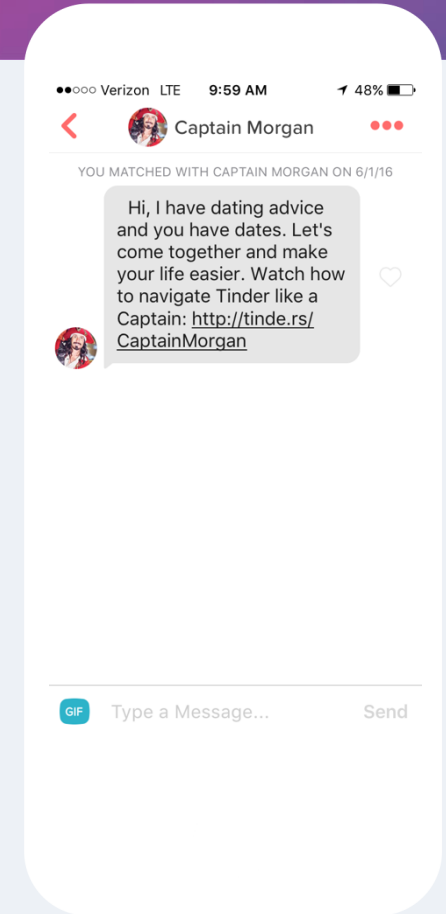 Verizon LTE 9:59 AM 48%
Captain Morgan
YOU MATCHED WITH CAPTAIN MORGAN ON 6/1/16
Hi, I have dating advice
and you have dates. Let's
come together and make
your life easier. Watch how
to navigate Tinder like a
Captain: http://tinde.rs/
CaptainMorgan
GIF Type a Message... Send